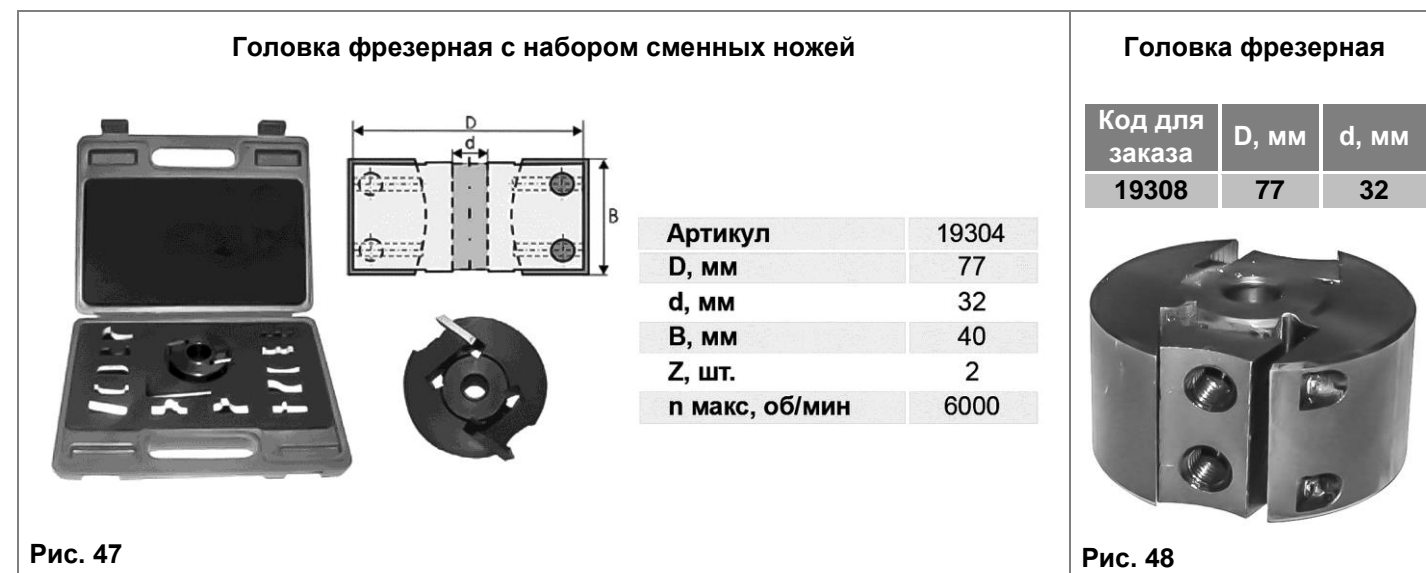 Головка фрезерная с набором сменных ножей
D
d
B
Артикул 19304
D, мм 77
d, мм 32
B, мм 40
Z, шт. 2
n макс, об/мин 6000
Рис. 47
Головка фрезерная
Код для заказа D, мм d, мм
19308 77 32
Рис. 48